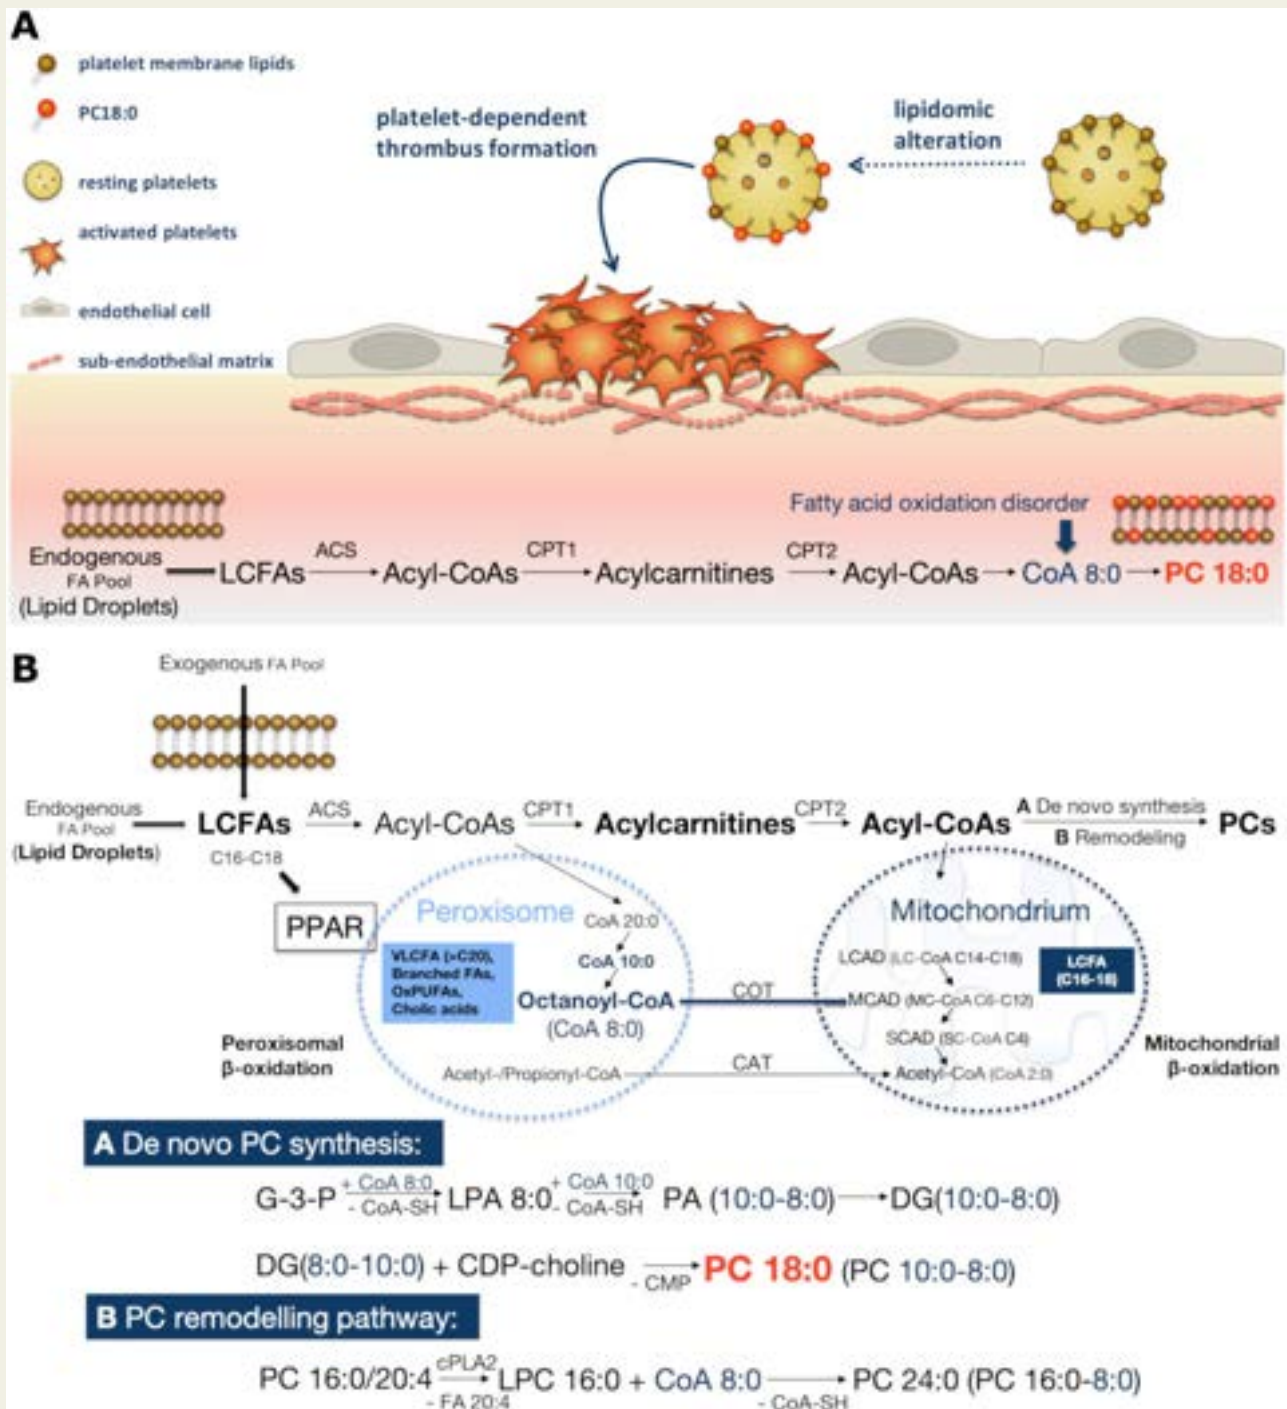 A
platelet membrane lipids
PC18:0
resting platelets
activated platelets
endothelial cell
sub-endothelial matrix
platelet-dependent
thrombus formation
lipidomic
alteration
Fatty acid oxidation disorder
Endogenous
FA Pool
(Lipid Droplets)
LCFAs ACS Acyl-CoAs CPT1 Acylcarnitines CPT2 Acyl-CoAs CoA 8:0 PC 18:0
B
Exogenous FA Pool
Endogenous
FA Pool
(Lipid Droplets)
LCFAs ACS Acyl-CoAs CPT1 Acylcarnitines CPT2 Acyl-CoAs A De novo synthesis PCs
B Remodeling
C16-C18
PPAR
Peroxisome
CoA 20:0
CoA 10:0
Octanoyl-CoA
(CoA 8:0)
VLCFA (>C20),
Branched FAs,
OxPUFAs,
Cholic acids
Acetyl-/Propionyl-CoA
Peroxisomal
β-oxidation
COT
CAT
Mitochondrium
LCAD (LC-CoA C14-C18)
MCAD (MC-CoA C6-C12)
SCAD (SC-CoA C4)
Acetyl-CoA (CoA 2:0)
LCFA
(C16-18)
Mitochondrial
β-oxidation
A De novo PC synthesis:
G-3-P + CoA 8:0 - CoA-SH LPA 8:0 + CoA 10:0 - CoA-SH PA (10:0-8:0) DG(10:0-8:0)
DG(8:0-10:0) + CDP-choline - CMP PC 18:0 (PC 10:0-8:0)
B PC remodelling pathway:
PC 16:0/20:4 cPLA2 - FA 20:4 LPC 16:0 + CoA 8:0 - CoA-SH PC 24:0 (PC 16:0-8:0)